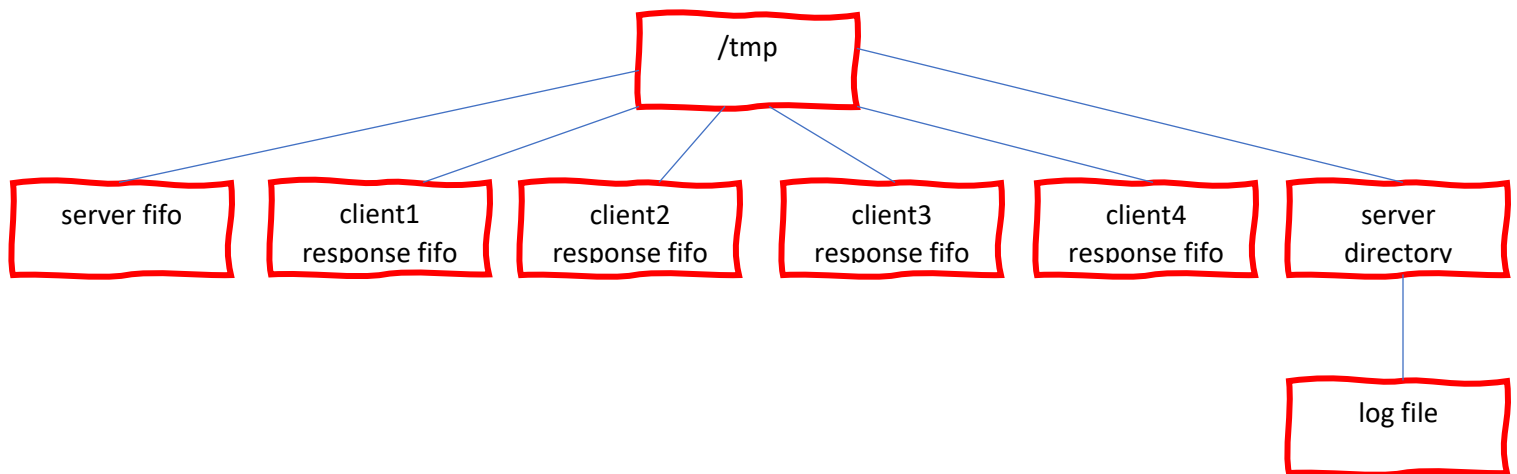 /tmp
server fifo
client1
response fifo
client2
response fifo
client3
response fifo
client4
response fifo
server
directory
log file